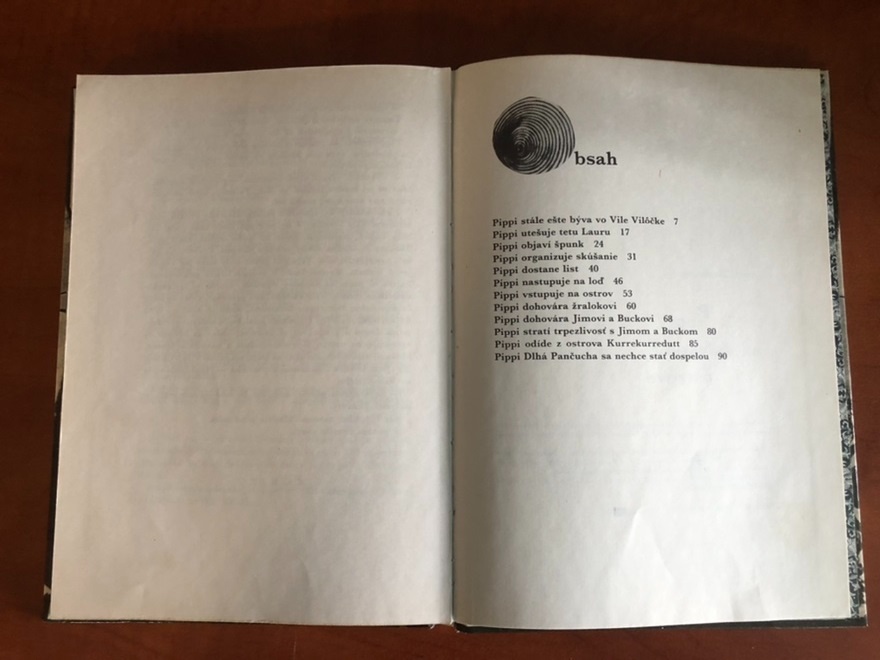 Obsah
Pippi stále ešte býva vo Vile Vilôčke 7
Pippi utešuje tetu Lauru 17
Pippi objaví špunk 24
Pippi organizuje skúšanie 31
Pippi dostane list 40
Pippi nastupuje na loď 46
Pippi vstupuje na ostrov 53
Pippi dohovára žralokovi 60
Pippi dohovára Jimovi a Buckovi 68
Pippi stratí trpezlivosť s Jimom a Buckom 80
Pippi odíde z ostrova Kurrekurredutt 85
Pippi Dlhá Pančucha sa nechce stať dospelou 90